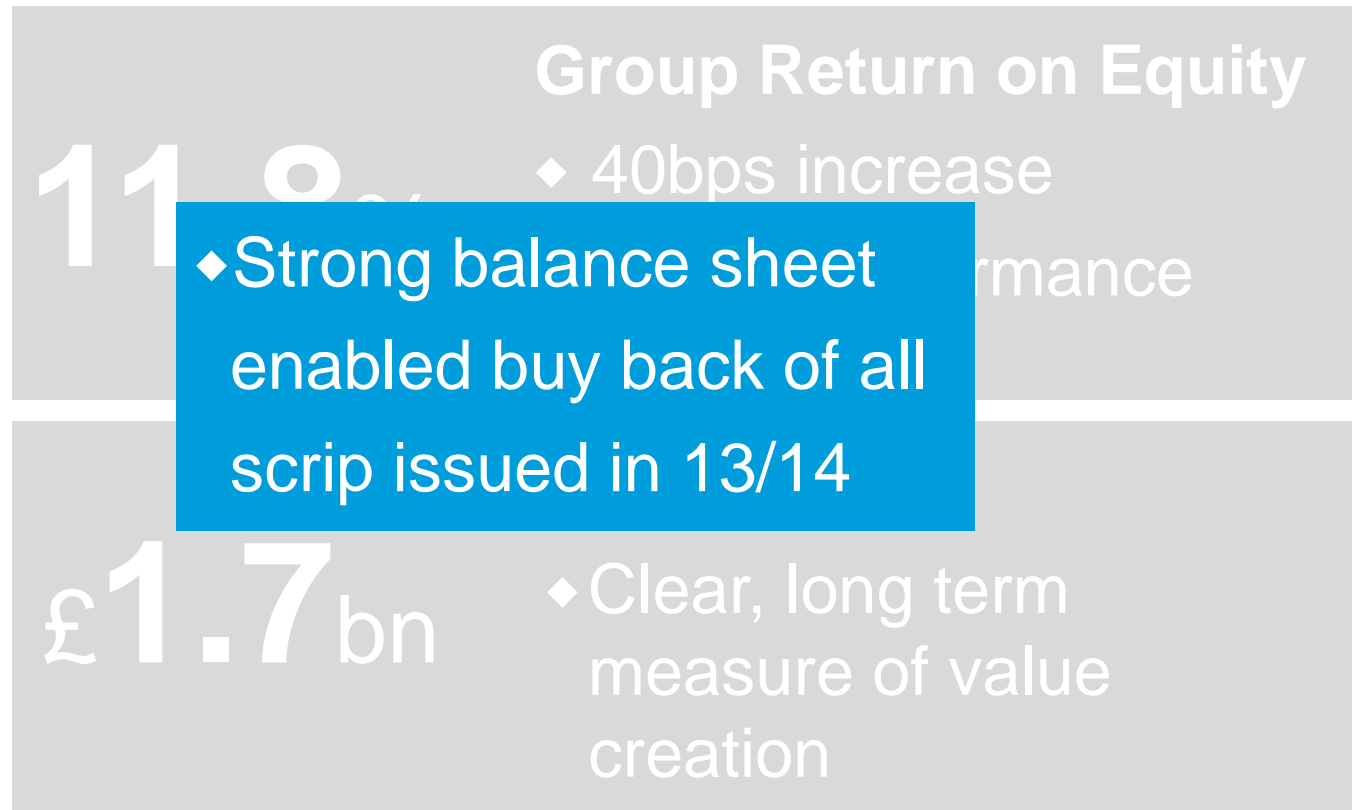 Group Return on Equity
11.8%
◆ 40bps increase
◆Strong balance sheet
enabled buy back of all
scrip issued in 13/14
£1.7bn
◆Clear, long term
measure of value
creation